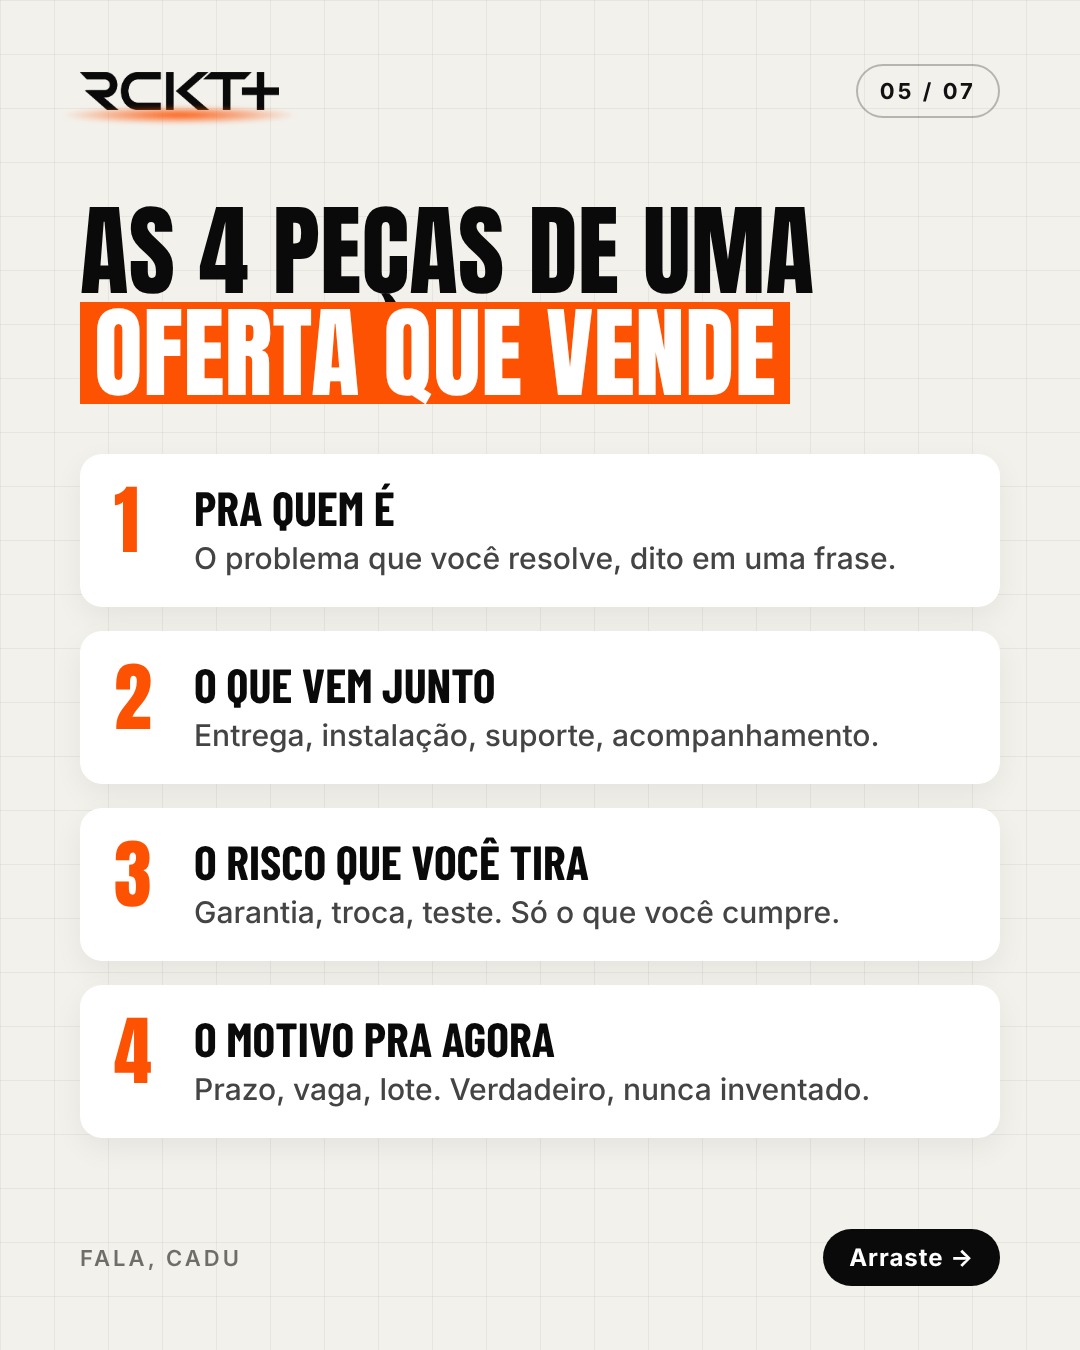 RCKT+
05 / 07
AS 4 PEÇAS DE UMA
OFERTA QUE VENDE
1
PRA QUEM É
O problema que você resolve, dito em uma frase.
2
O QUE VEM JUNTO
Entrega, instalação, suporte, acompanhamento.
3
O RISCO QUE VOCÊ TIRA
Garantia, troca, teste. Só o que você cumpre.
4
O MOTIVO PRA AGORA
Prazo, vaga, lote. Verdadeiro, nunca inventado.
FALA, CADU
Arraste →